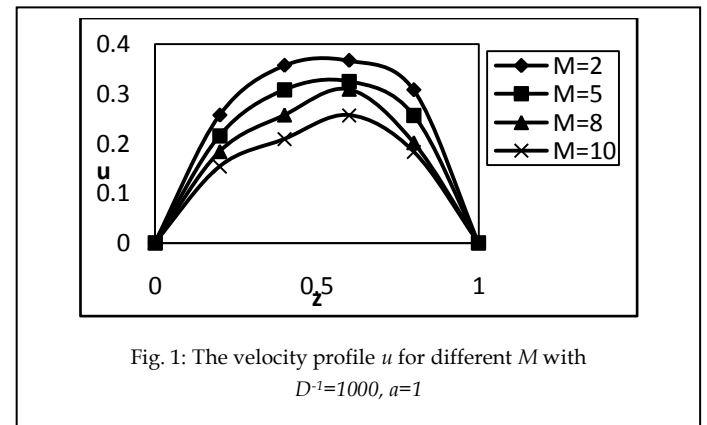 0.4
0.3
0.2
u
0.1
0
0
0.5
z
1
M=2
M=5
M=8
M=10
Fig. 1: The velocity profile u for different M with
D⁻¹=1000, a=1